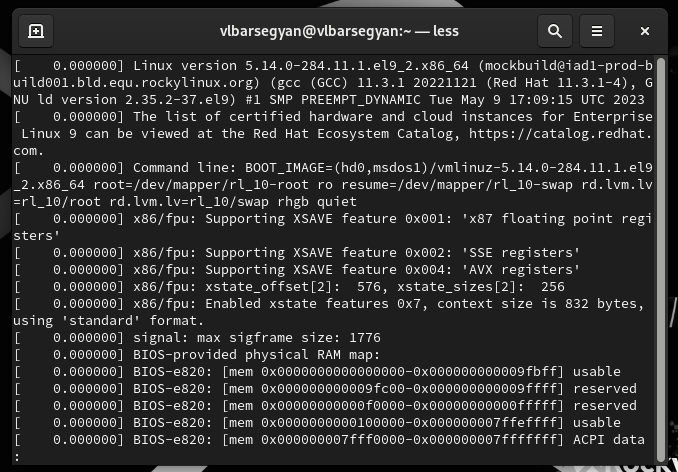 vlbarsegyan@vlbarsegyan:~ — less
[    0.000000] Linux version 5.14.0-284.11.1.el9_2.x86_64 (mockbuild@iad1-prod-b
uild001.bld.equ.rockylinux.org) (gcc (GCC) 11.3.1 20221121 (Red Hat 11.3.1-4), G
NU ld version 2.35.2-37.el9) #1 SMP PREEMPT_DYNAMIC Tue May 9 17:09:15 UTC 2023
[    0.000000] The list of certified hardware and cloud instances for Enterprise
 Linux 9 can be viewed at the Red Hat Ecosystem Catalog, https://catalog.redhat.
com.
[    0.000000] Command line: BOOT_IMAGE=(hd0,msdos1)/vmlinuz-5.14.0-284.11.1.el9
_2.x86_64 root=/dev/mapper/rl_10-root ro resume=/dev/mapper/rl_10-swap rd.lvm.lv
=rl_10/root rd.lvm.lv=rl_10/swap rhgb quiet
[    0.000000] x86/fpu: Supporting XSAVE feature 0x001: 'x87 floating point regi
sters'
[    0.000000] x86/fpu: Supporting XSAVE feature 0x002: 'SSE registers'
[    0.000000] x86/fpu: Supporting XSAVE feature 0x004: 'AVX registers'
[    0.000000] x86/fpu: xstate_offset[2]:  576, xstate_sizes[2]:  256
[    0.000000] x86/fpu: Enabled xstate features 0x7, context size is 832 bytes, 
using 'standard' format.
[    0.000000] signal: max sigframe size: 1776
[    0.000000] BIOS-provided physical RAM map:
[    0.000000] BIOS-e820: [mem 0x0000000000000000-0x000000000009fbff] usable
[    0.000000] BIOS-e820: [mem 0x000000000009fc00-0x000000000009ffff] reserved
[    0.000000] BIOS-e820: [mem 0x00000000000f0000-0x00000000000fffff] reserved
[    0.000000] BIOS-e820: [mem 0x0000000000100000-0x000000007ffeffff] usable
[    0.000000] BIOS-e820: [mem 0x000000007fff0000-0x000000007fffffff] ACPI data
: